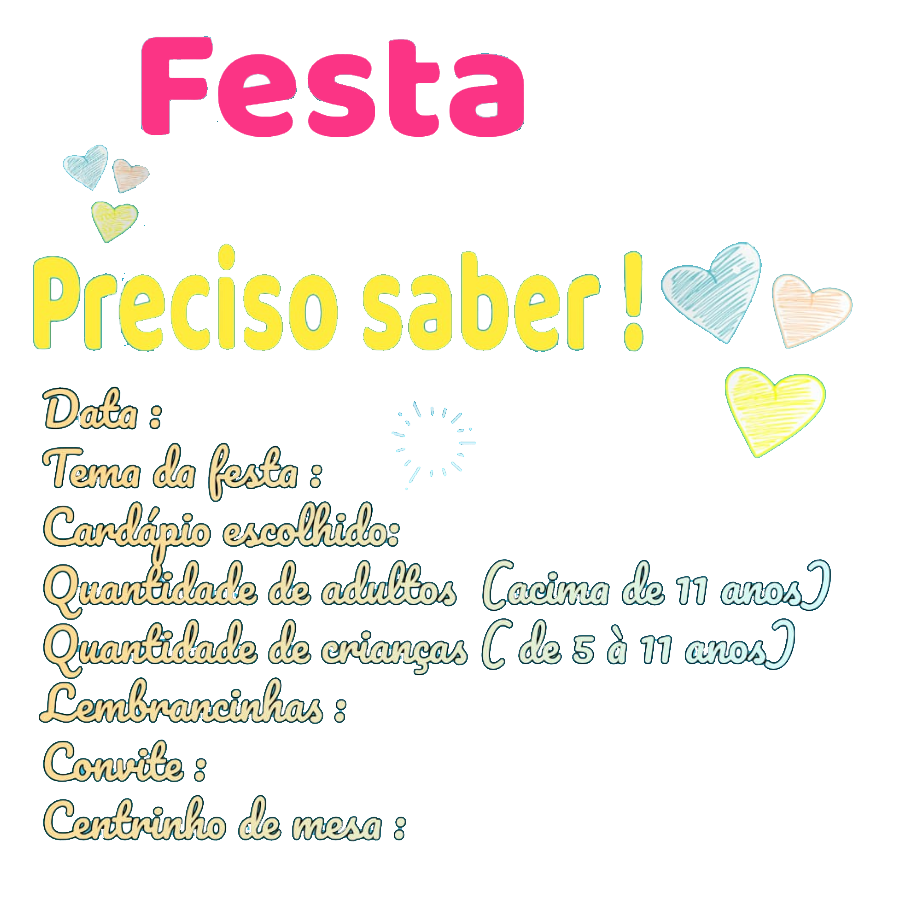 Festa
Preciso saber !
Data :
Tema da festa :
Cardápio escolhido:
Quantidade de adultos (acima de 11 anos)
Quantidade de crianças ( de 5 à 11 anos)
Lembrancinhas :
Convite :
Centrinho de mesa :